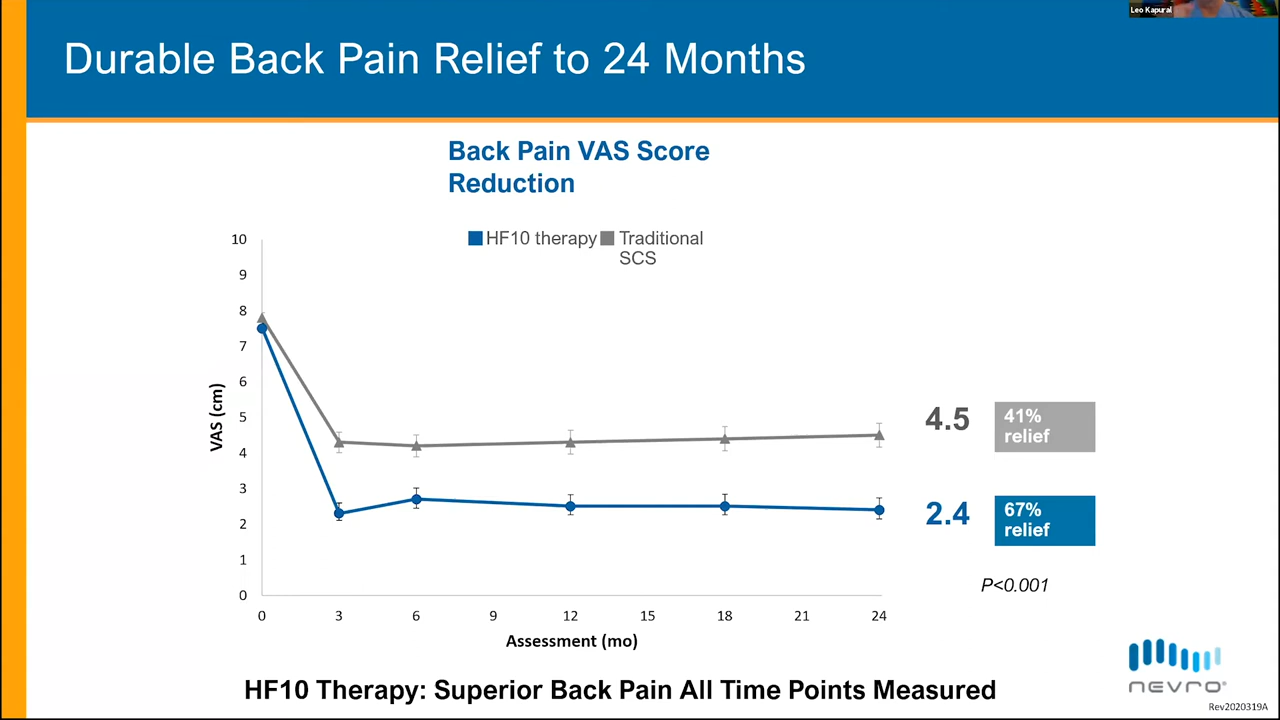 Leo Kapural
Durable Back Pain Relief to 24 Months
Back Pain VAS Score
Reduction
HF10 therapy
Traditional
SCS
10
9
8
7
6
5
4
3
2
1
0
VAS (cm)
0 3 6 9 12 15 18 21 24
Assessment (mo)
4.5
41%
relief
2.4
67%
relief
P<0.001
HF10 Therapy: Superior Back Pain All Time Points Measured
nevro®
Rev2020319A